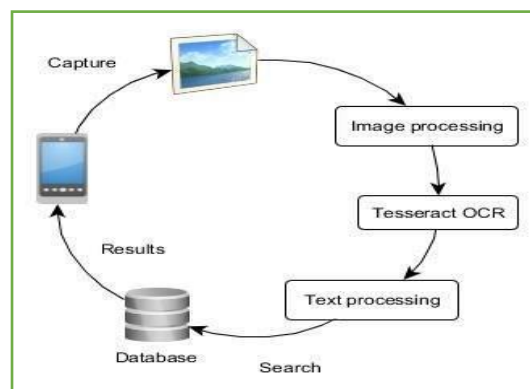 Capture
Image processing
Tesseract OCR
Results
Text processing
Database
Search